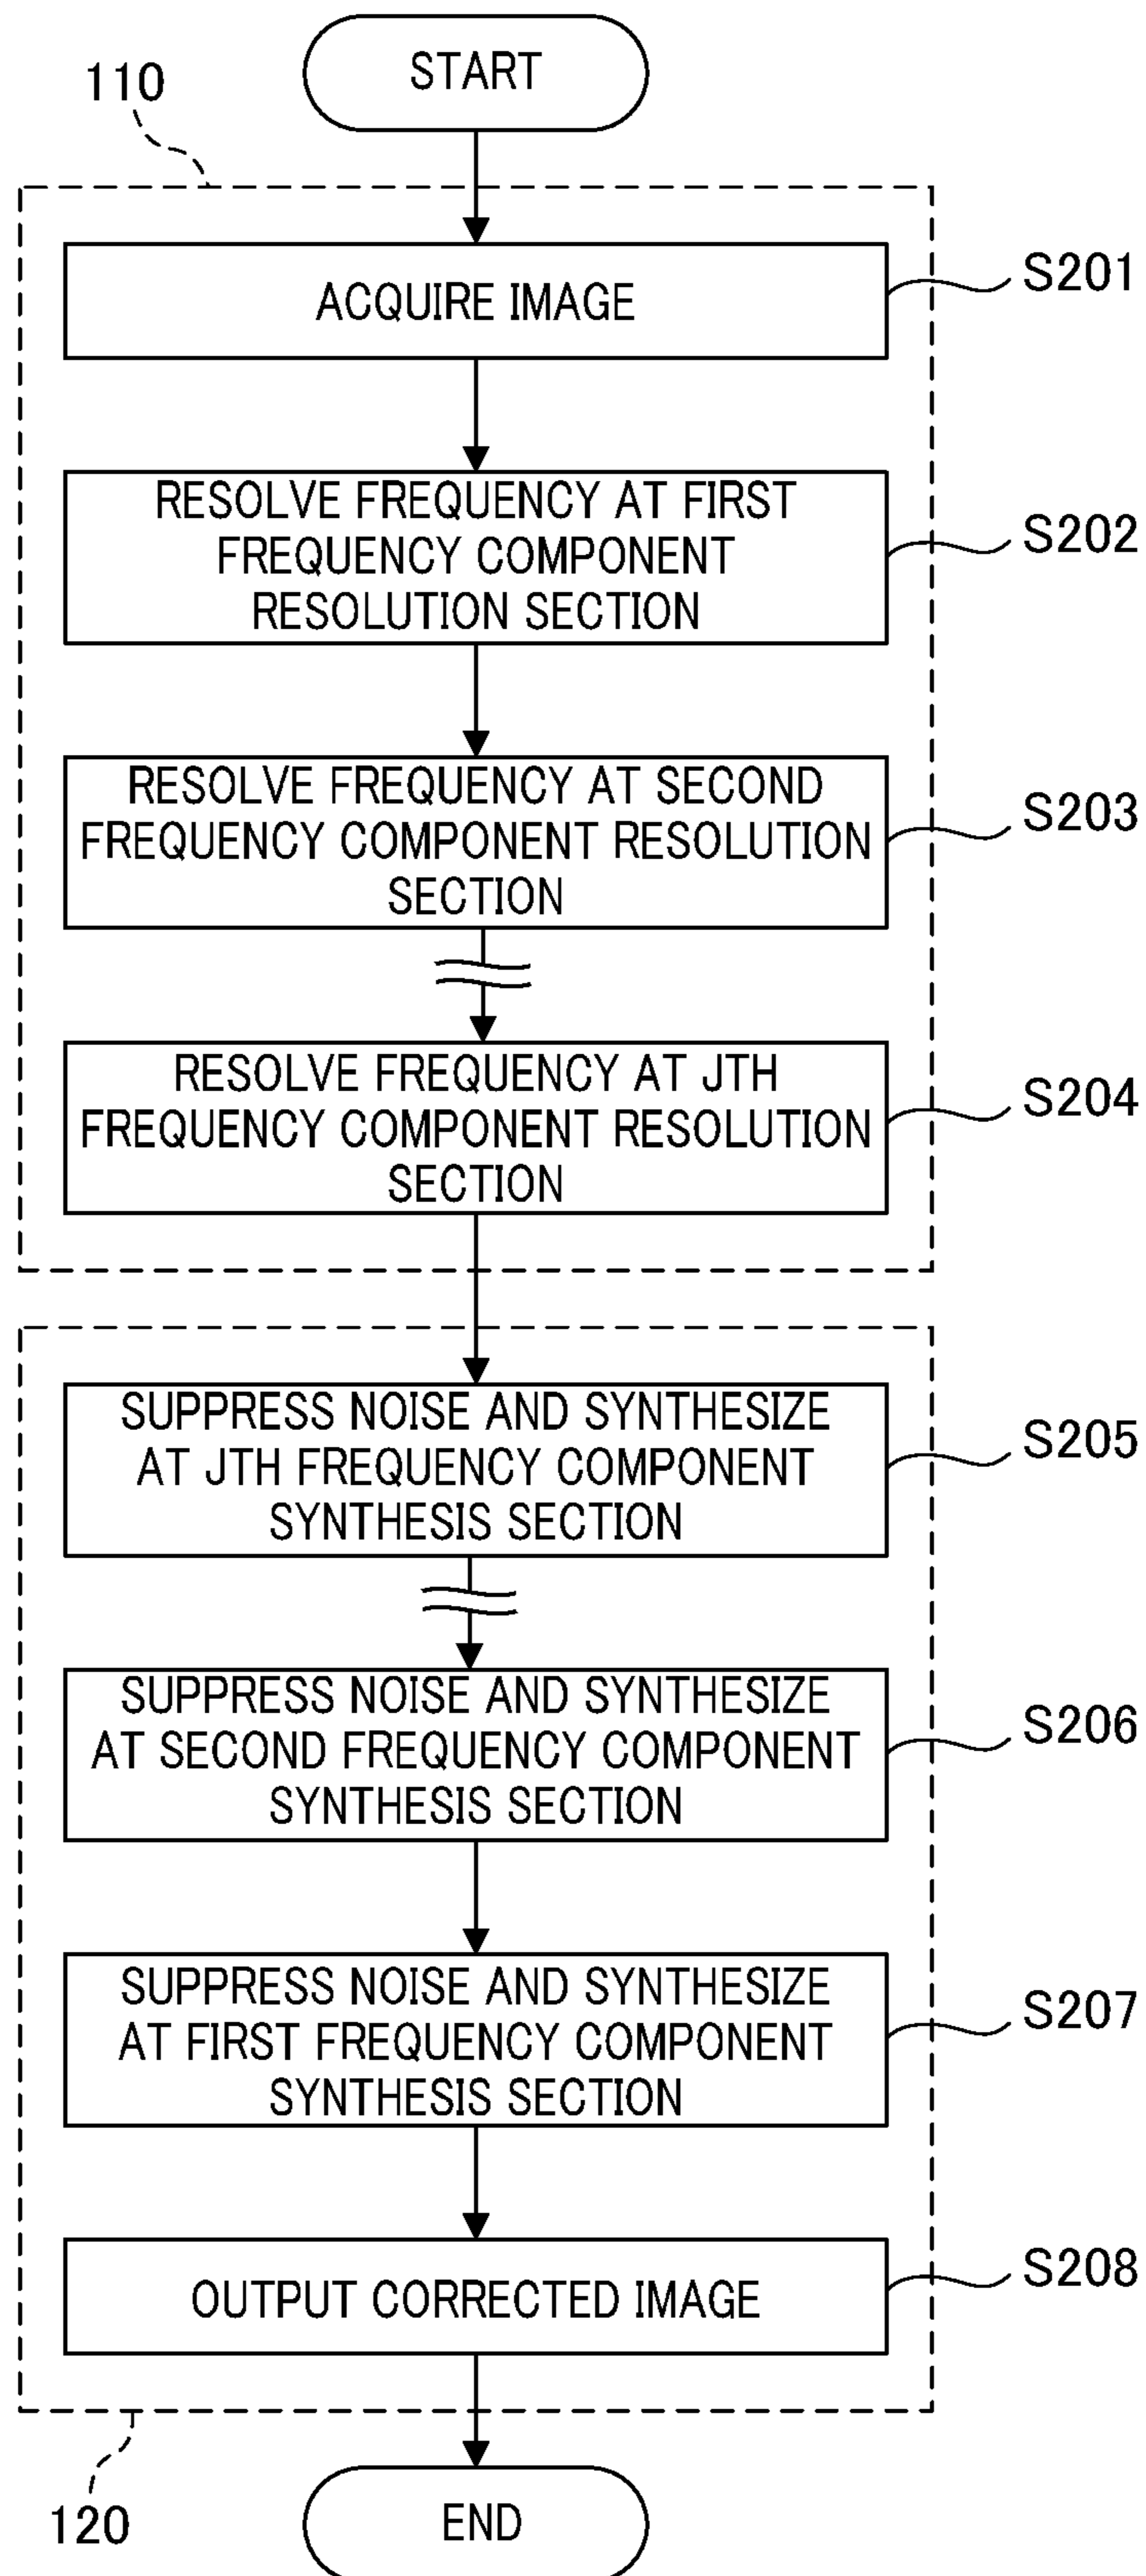 START
110
ACQUIRE IMAGE
S201
RESOLVE FREQUENCY AT FIRST
FREQUENCY COMPONENT
RESOLUTION SECTION
S202
RESOLVE FREQUENCY AT SECOND
FREQUENCY COMPONENT RESOLUTION
SECTION
S203
RESOLVE FREQUENCY AT JTH
FREQUENCY COMPONENT RESOLUTION
SECTION
S204
SUPPRESS NOISE AND SYNTHESIZE
AT JTH FREQUENCY COMPONENT
SYNTHESIS SECTION
S205
SUPPRESS NOISE AND SYNTHESIZE
AT SECOND FREQUENCY COMPONENT
SYNTHESIS SECTION
S206
SUPPRESS NOISE AND SYNTHESIZE
AT FIRST FREQUENCY COMPONENT
SYNTHESIS SECTION
S207
OUTPUT CORRECTED IMAGE
S208
120
END